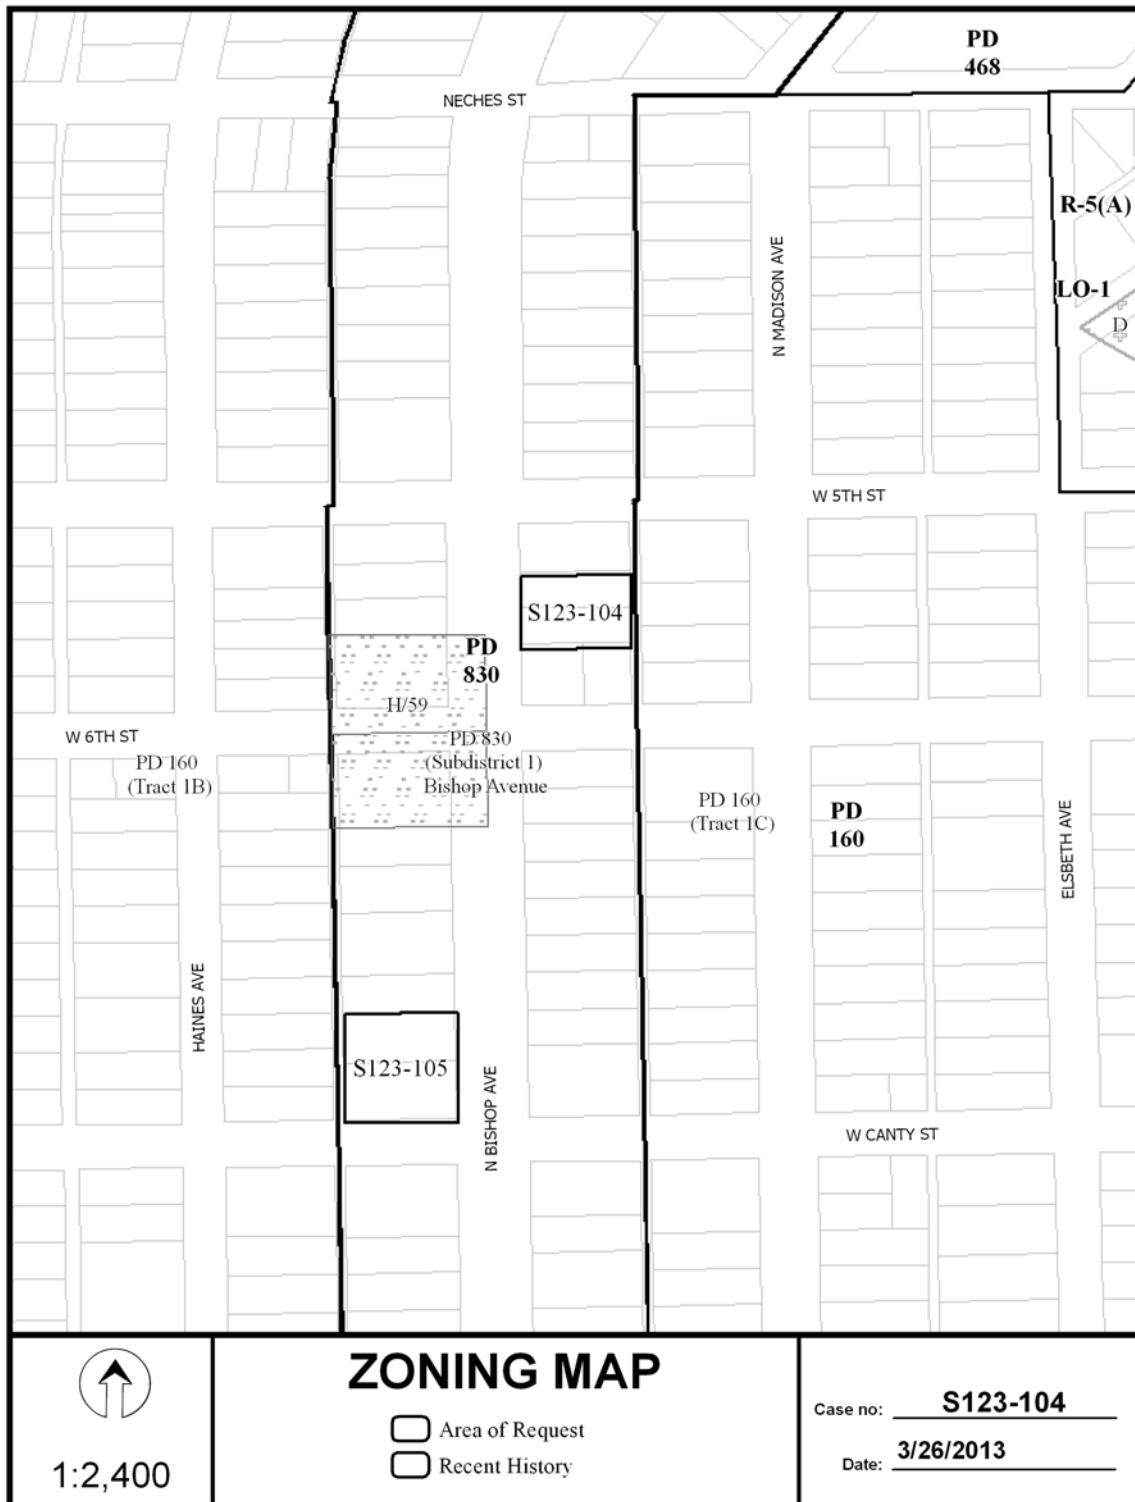 PD
468
NECHES ST
R-5(A)
N MADISON AVE
LO-1
D
W 5TH ST
S123-104
PD
830
H/59
W 6TH ST
PD 830
(Subdistrict 1)
Bishop Avenue
PD 160
(Tract 1B)
PD 160
(Tract 1C)
PD
160
ELSBETH AVE
HAINES AVE
S123-105
N BISHOP AVE
W CANTY ST
1:2,400
ZONING MAP
Area of Request
Recent History
Case no: S123-104
Date: 3/26/2013